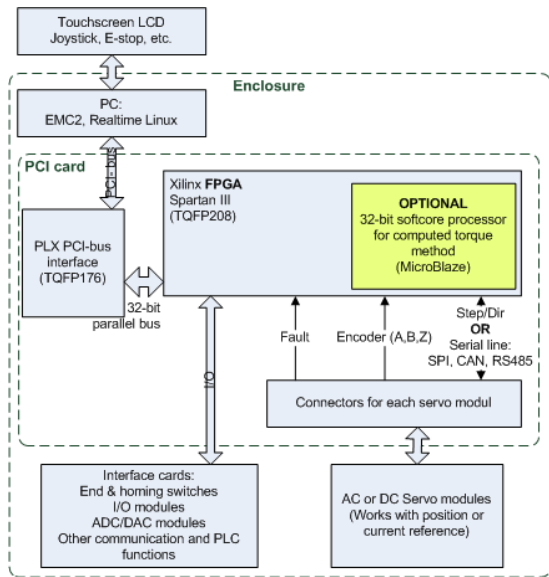 Touchscreen LCD
Joystick, E-stop, etc.
Enclosure
PC:
EMC2, Realtime Linux
PCI- bus
PCI card
Xilinx FPGA
Spartan III
(TQFP208)
OPTIONAL
32-bit softcore processor
for computed torque
method
(MicroBlaze)
PLX PCI-bus
interface
(TQFP176)
32-bit
parallel bus
I/O
Fault
Encoder (A,B,Z)
Step/Dir
OR
Serial line:
SPI, CAN, RS485
Connectors for each servo modul
Interface cards:
End & homing switches
I/O modules
ADC/DAC modules
Other communication and PLC
functions
AC or DC Servo modules
(Works with position or
current reference)